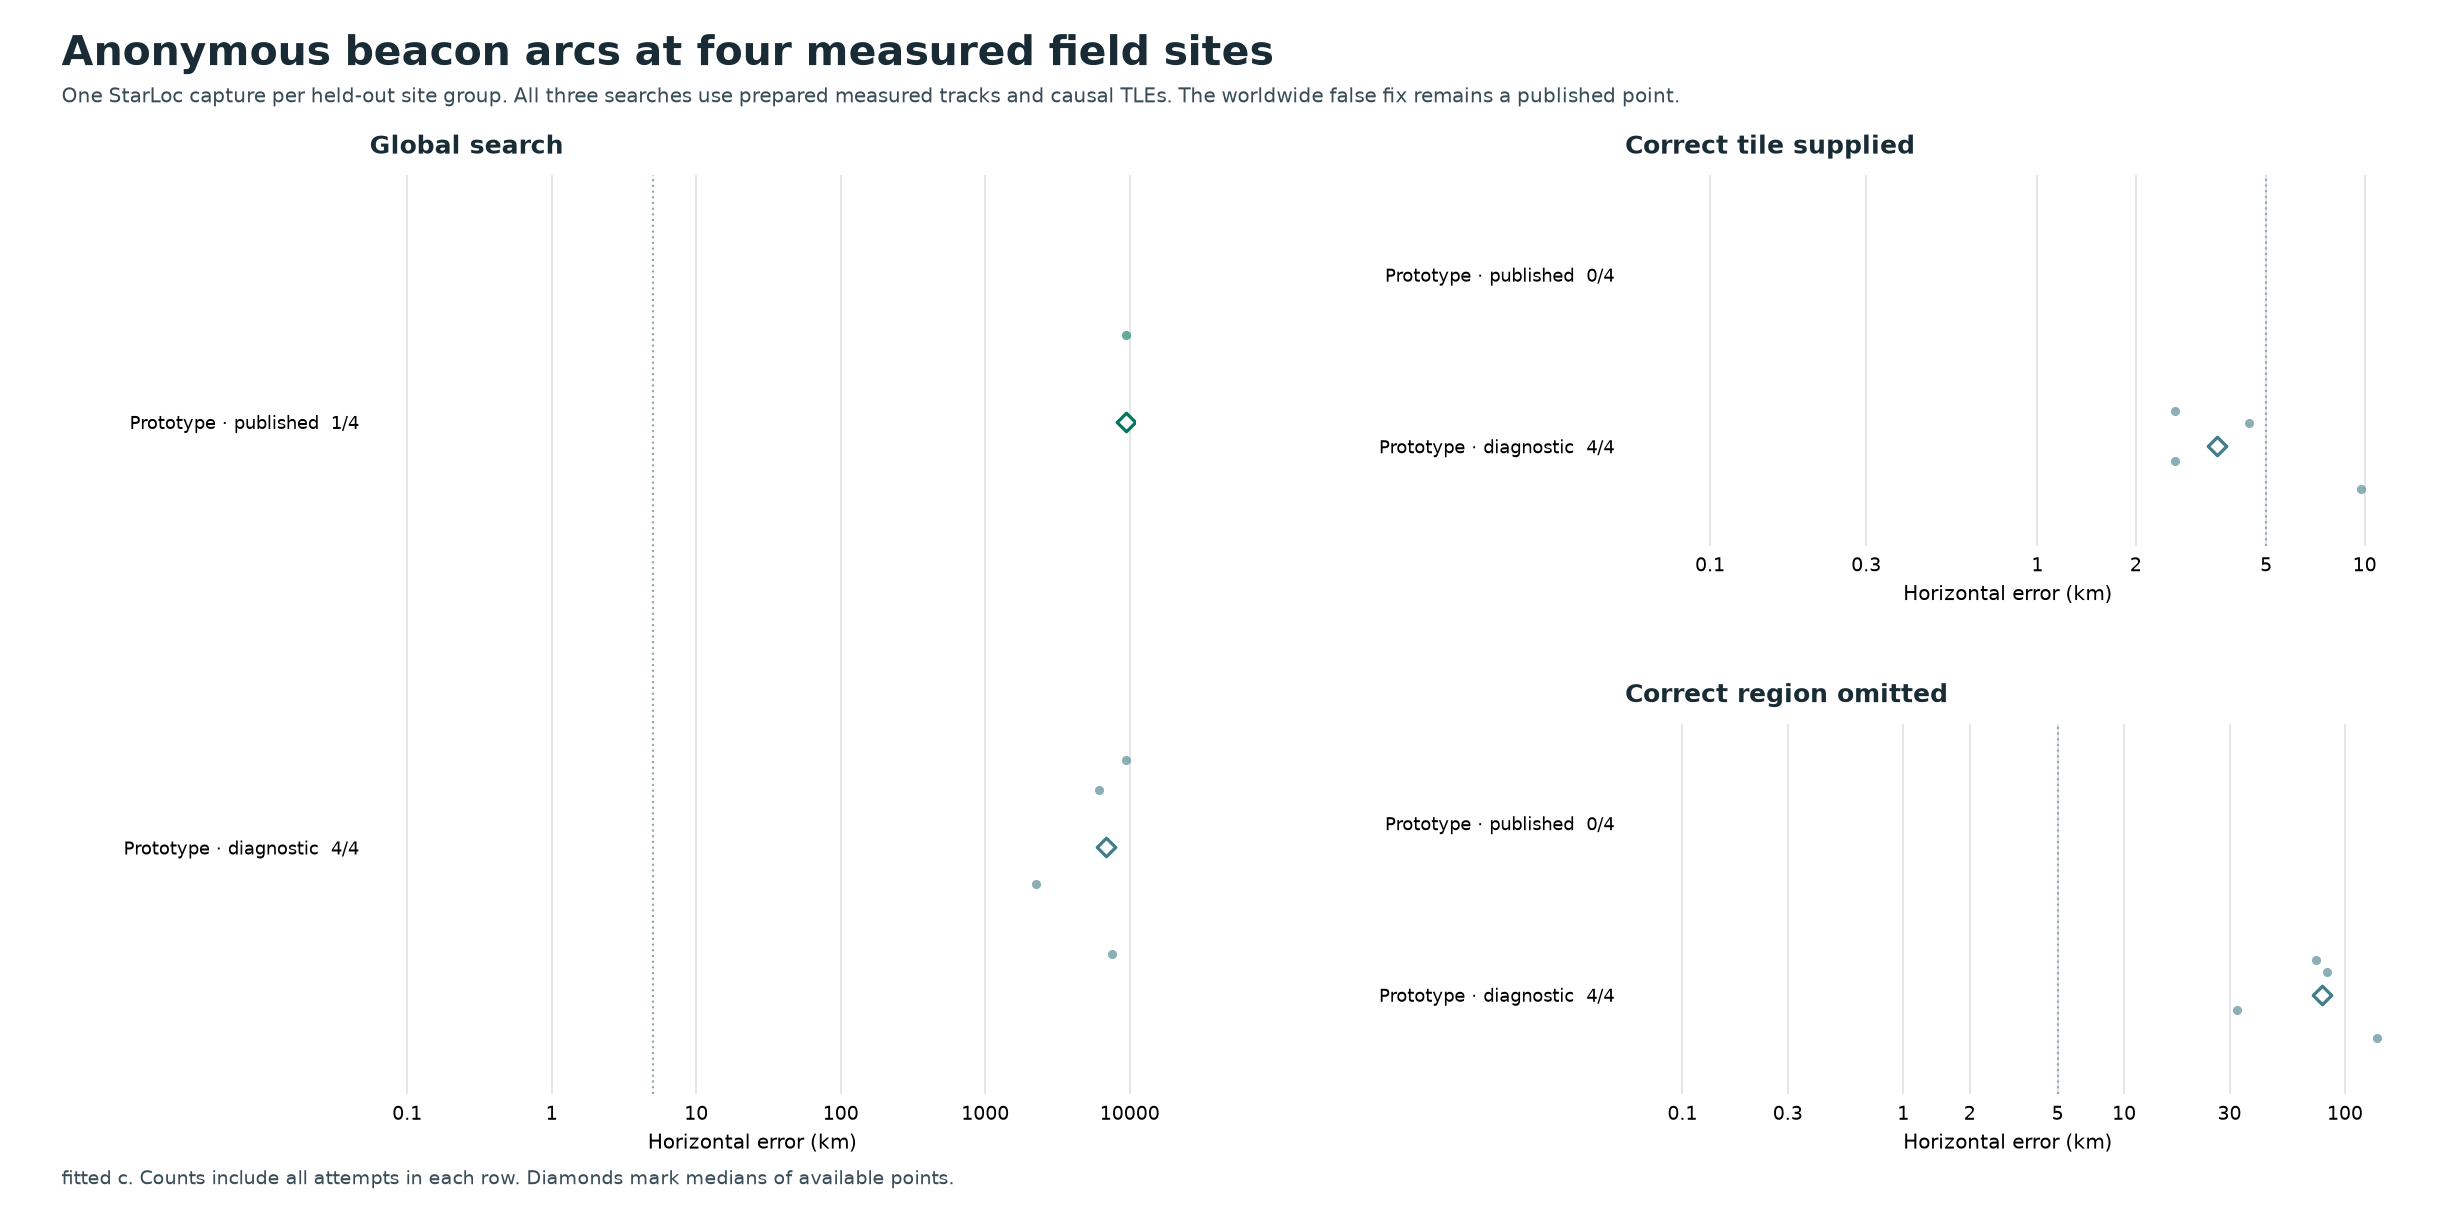 Anonymous beacon arcs at four measured field sites
One StarLoc capture per held-out site group. All three searches use prepared measured tracks and causal TLEs. The worldwide false fix remains a published point.
Global search
Prototype · published 1/4
Prototype · diagnostic 4/4
0.1 1 10 100 1000 10000
Horizontal error (km)
Correct tile supplied
Prototype · published 0/4
Prototype · diagnostic 4/4
0.1 0.3 1 2 5 10
Horizontal error (km)
Correct region omitted
Prototype · published 0/4
Prototype · diagnostic 4/4
0.1 0.3 1 2 5 10 30 100
Horizontal error (km)
fitted c. Counts include all attempts in each row. Diamonds mark medians of available points.